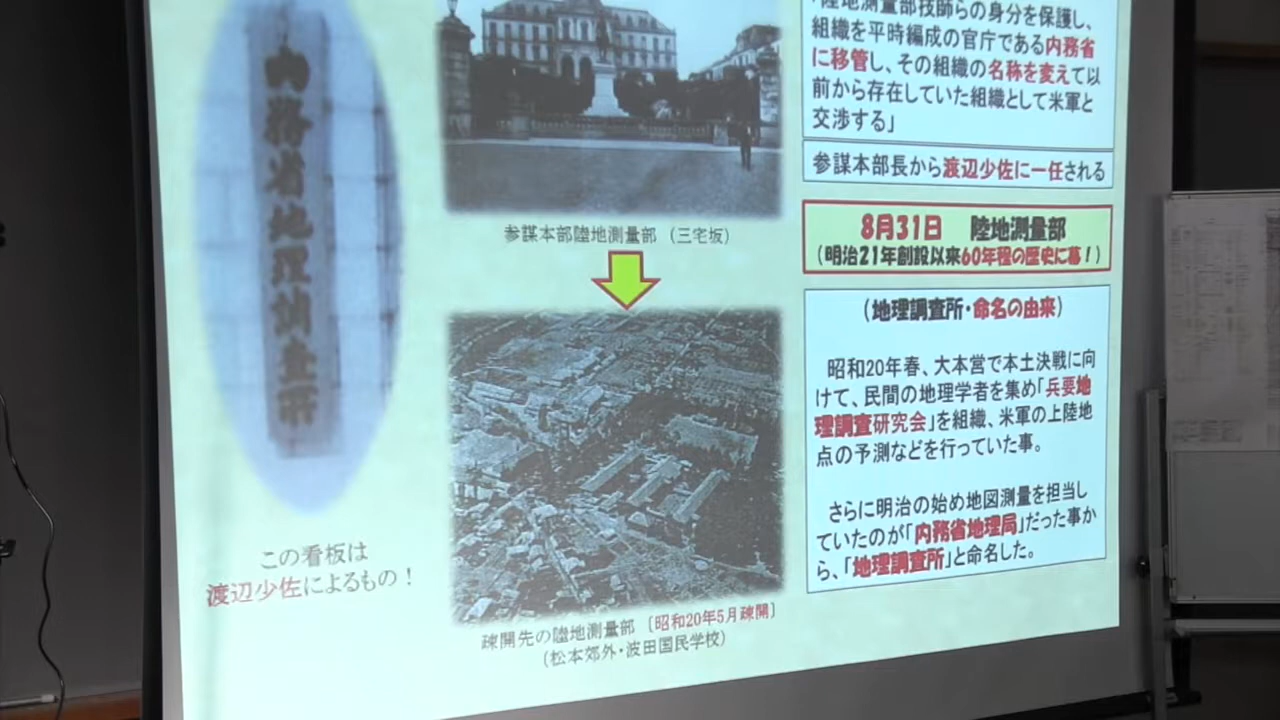 内務省地理調査所
この看板は
渡辺少佐によるもの！
参謀本部陸地測量部 （三宅坂）
疎開先の陸地測量部 〔昭和20年5月疎開〕
（松本郊外・波田国民学校）
「陸地測量部技師らの身分を保護し、
組織を平時編成の官庁である内務省
に移管し、その組織の名称を変えて以
前から存在していた組織として米軍と
交渉する」
参謀本部長から渡辺少佐に一任される
8月31日 陸地測量部
（明治21年創設以来60年程の歴史に幕！）
（地理調査所・命名の由来）
昭和20年春、大本営で本土決戦に向
けて、民間の地理学者を集め「兵要地
理調査研究会」を組織、米軍の上陸地
点の予測などを行っていた事。
さらに明治の始め地図測量を担当し
ていたのが「内務省地理局」だった事か
ら、「地理調査所」と命名した。